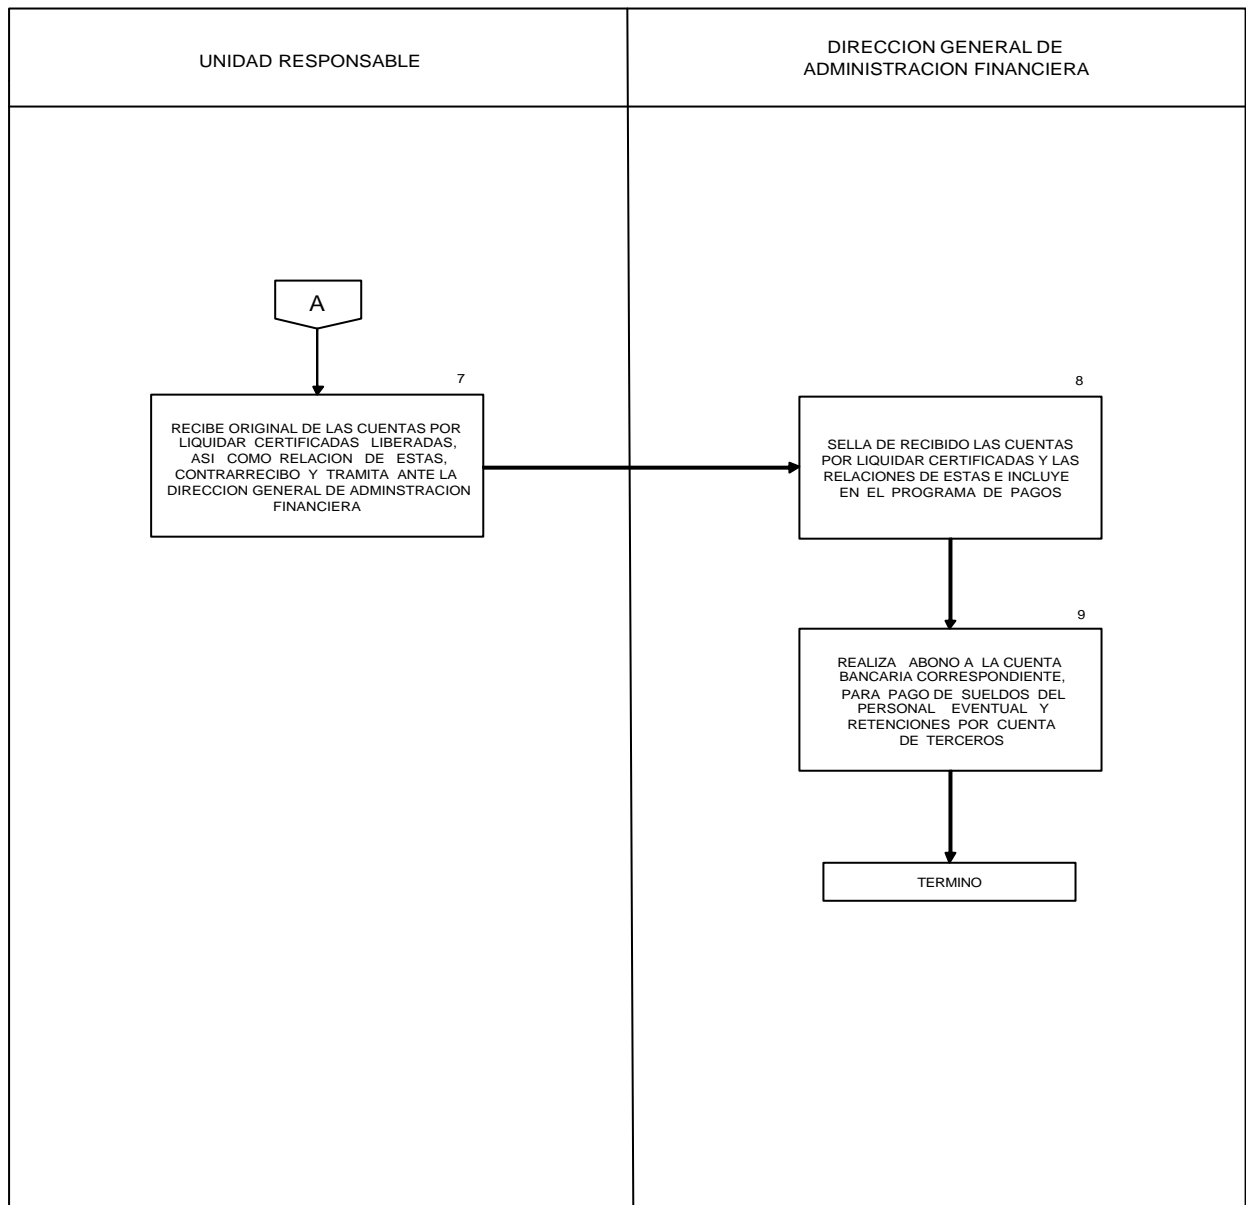 UNIDAD RESPONSABLE
DIRECCION GENERAL DE
ADMINISTRACION FINANCIERA
A
7
RECIBE ORIGINAL DE LAS CUENTAS POR
LIQUIDAR CERTIFICADAS LIBERADAS,
ASI COMO RELACION DE ESTAS,
CONTRARRECIBO Y TRAMITA ANTE LA
DIRECCION GENERAL DE ADMINSTRACION
FINANCIERA
8
SELLA DE RECIBIDO LAS CUENTAS
POR LIQUIDAR CERTIFICADAS Y LAS
RELACIONES DE ESTAS E INCLUYE
EN EL PROGRAMA DE PAGOS
9
REALIZA ABONO A LA CUENTA
BANCARIA CORRESPONDIENTE,
PARA PAGO DE SUELDOS DEL
PERSONAL EVENTUAL Y
RETENCIONES POR CUENTA
DE TERCEROS
TERMINO